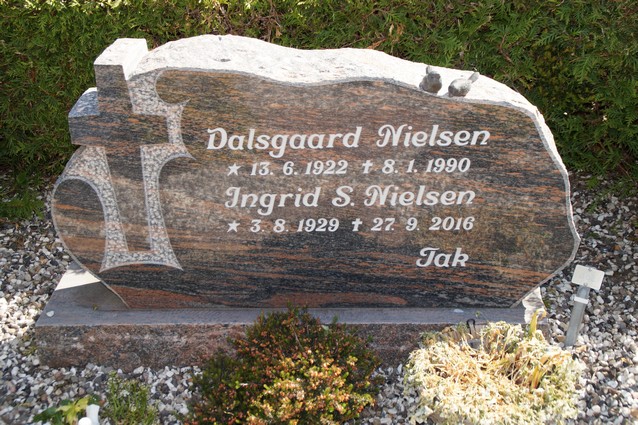 Dalsgaard Nielsen
★ 13. 6. 1922 ✝ 8. 1. 1990
Ingrid S. Nielsen
★ 3. 8. 1929 ✝ 27. 9. 2016
Tak